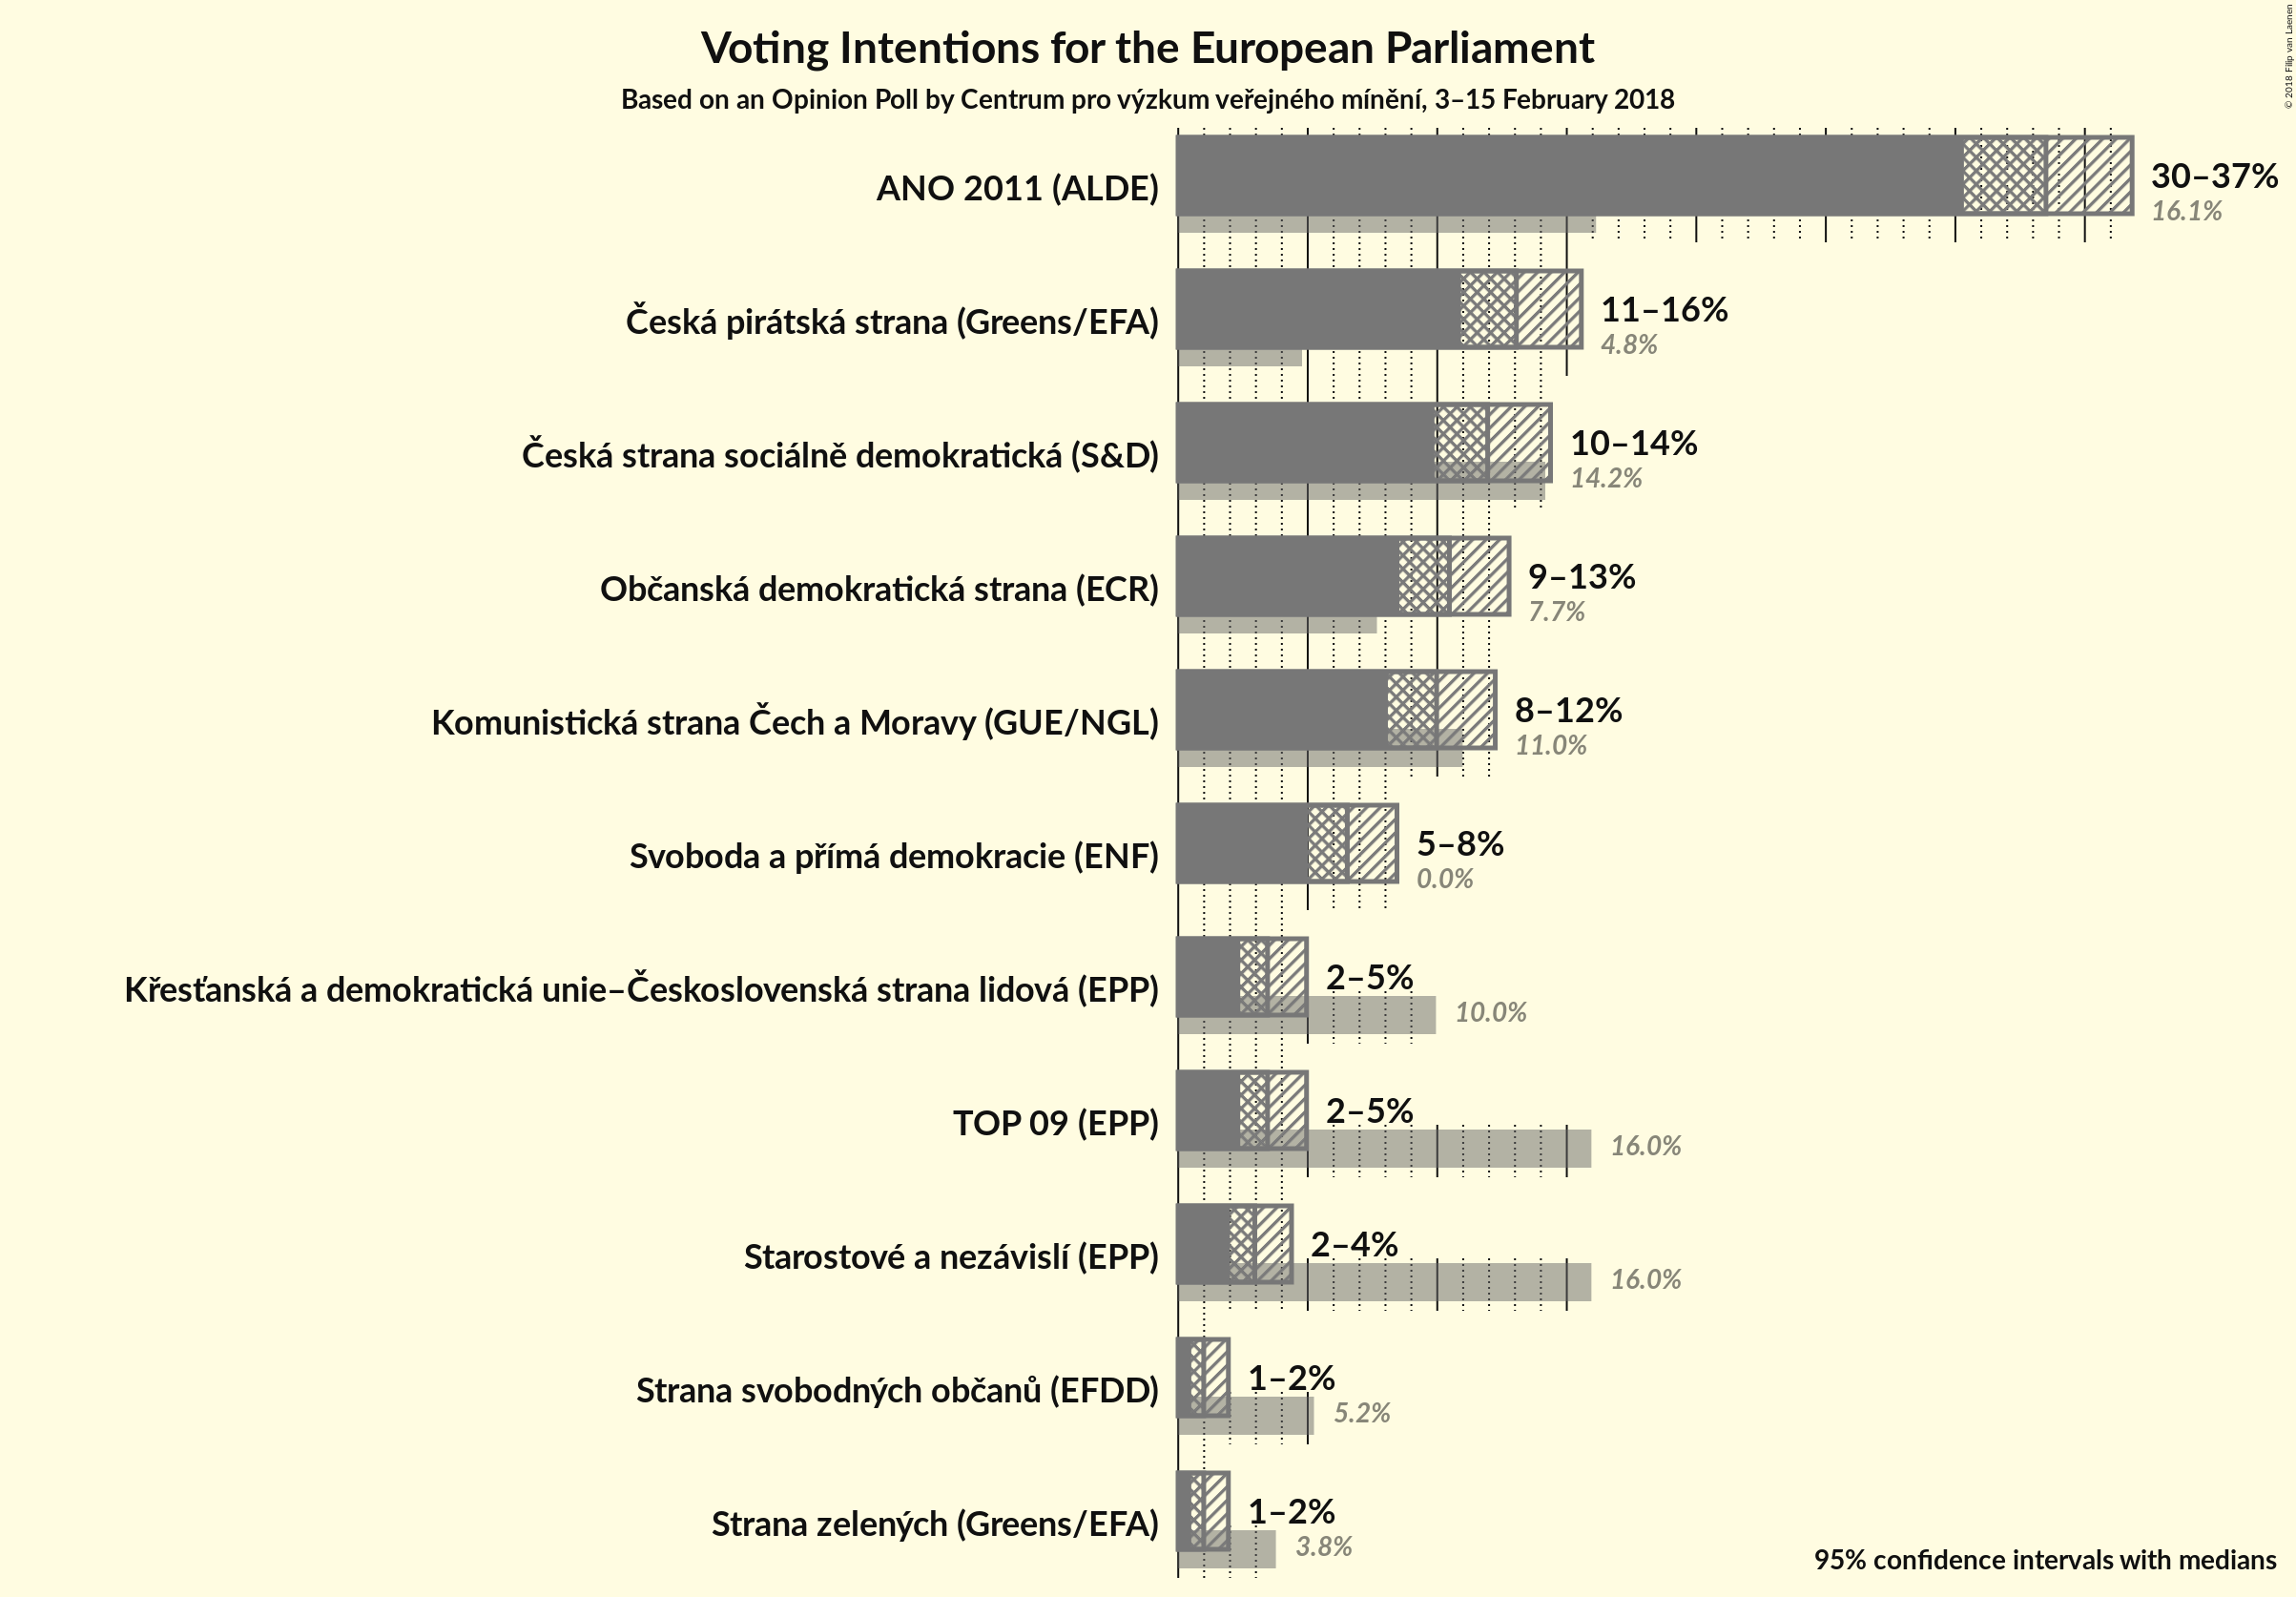 Voting Intentions for the European Parliament
Based on an Opinion Poll by Centrum pro výzkum veřejného mínění, 3–15 February 2018
© 2018 Filip van Laenen
ANO 2011 (ALDE)
30–37%
16.1%
Česká pirátská strana (Greens/EFA)
11–16%
4.8%
Česká strana sociálně demokratická (S&D)
10–14%
14.2%
Občanská demokratická strana (ECR)
9–13%
7.7%
Komunistická strana Čech a Moravy (GUE/NGL)
8–12%
11.0%
Svoboda a přímá demokracie (ENF)
5–8%
0.0%
Křesťanská a demokratická unie–Československá strana lidová (EPP)
2–5%
10.0%
TOP 09 (EPP)
2–5%
16.0%
Starostové a nezávislí (EPP)
2–4%
16.0%
Strana svobodných občanů (EFDD)
1–2%
5.2%
Strana zelených (Greens/EFA)
1–2%
3.8%
95% confidence intervals with medians